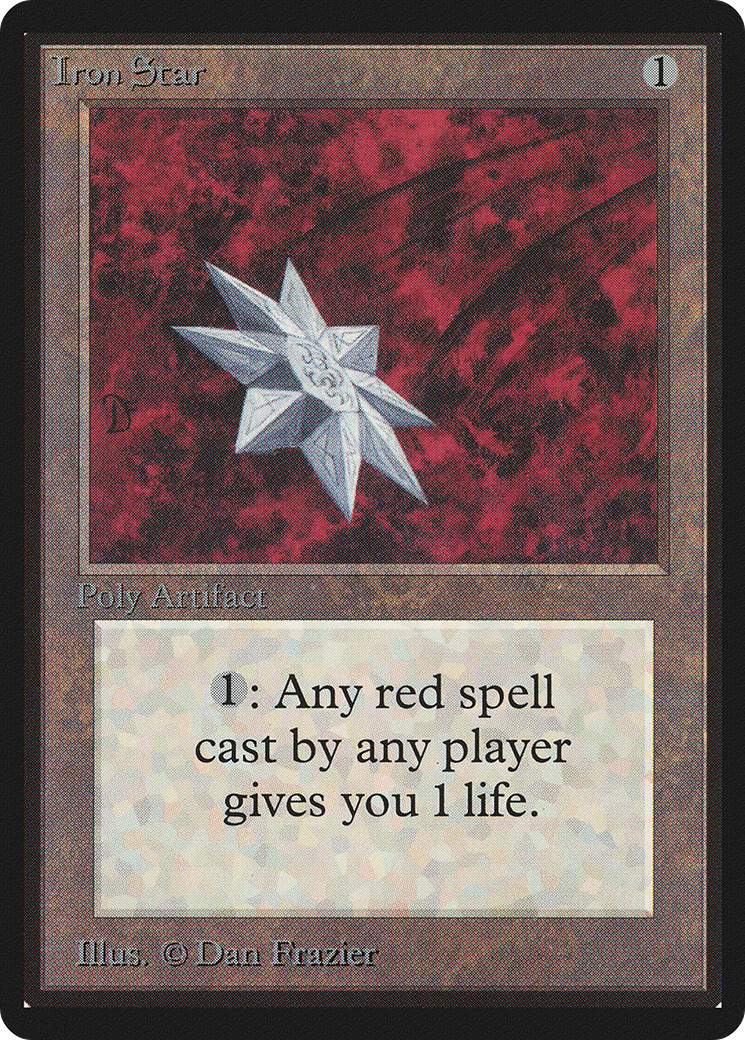 Iron Star
1
DF
Poly Artifact
1: Any red spell
cast by any player
gives you 1 life.
Illus. © Dan Frazier